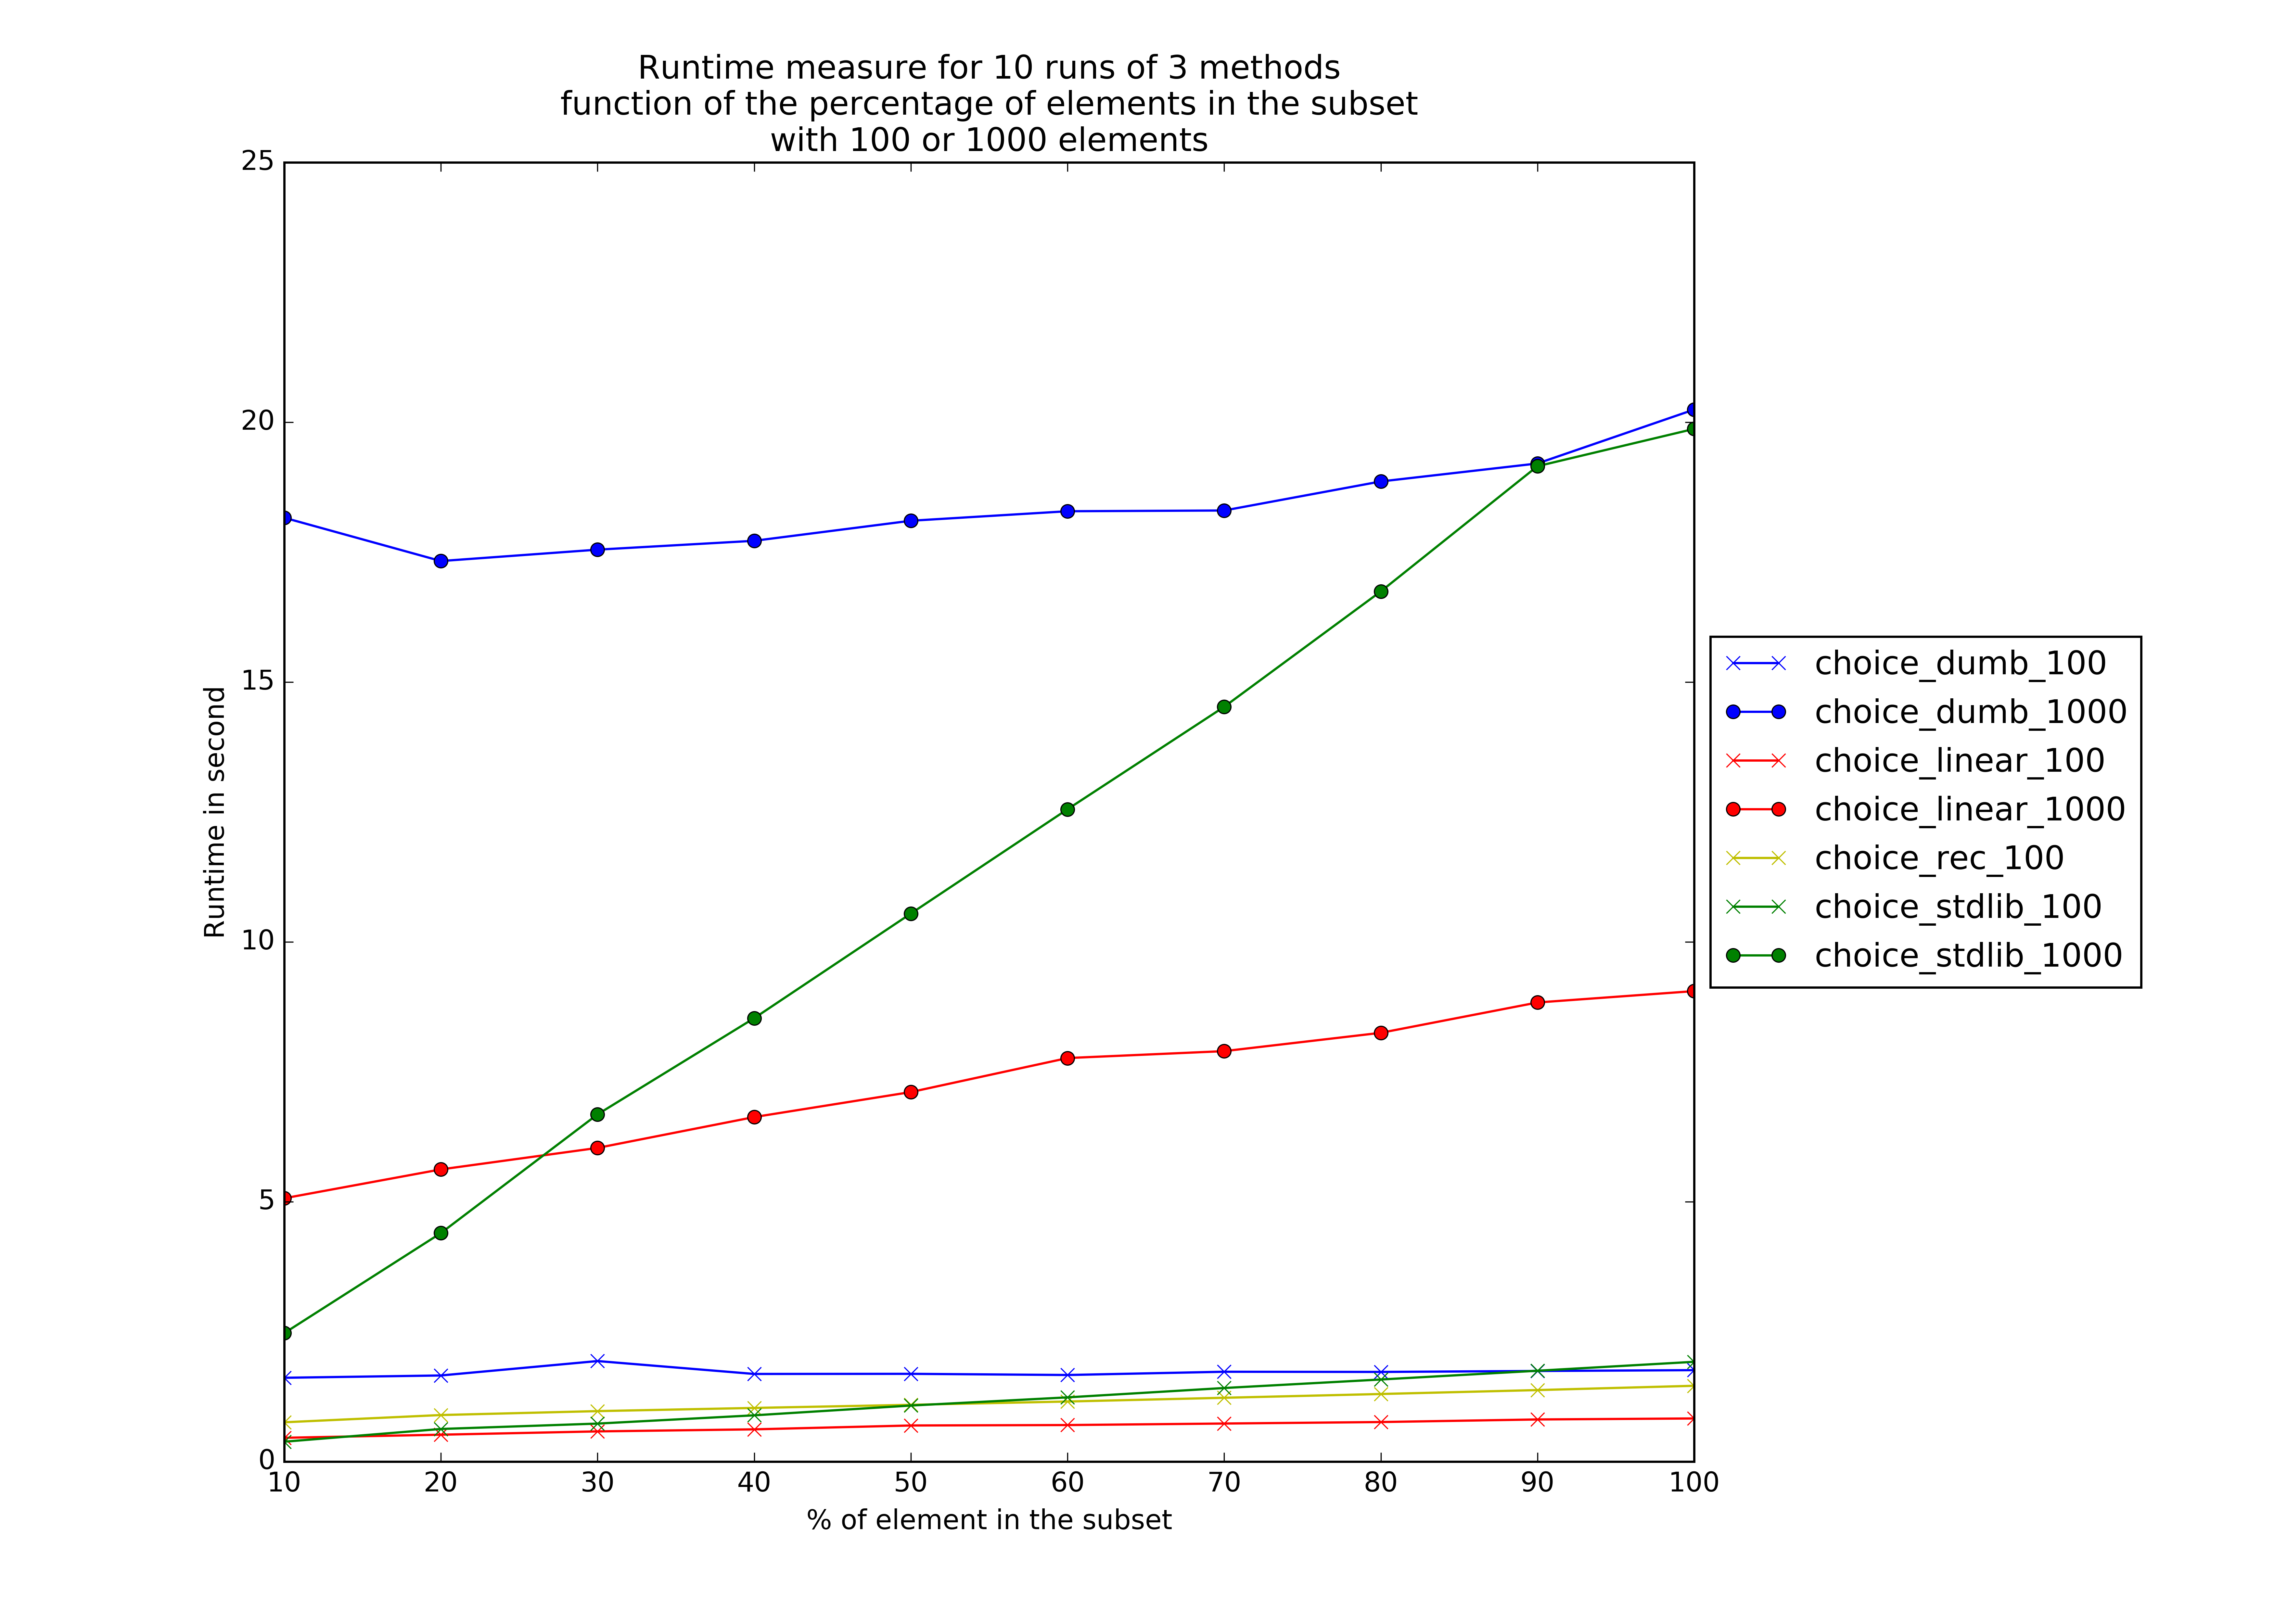 Runtime measure for 10 runs of 3 methods
function of the percentage of elements in the subset
with 100 or 1000 elements
25
20
15
10
5
0
Runtime in second
10 20 30 40 50 60 70 80 90 100
% of element in the subset
choice_dumb_100
choice_dumb_1000
choice_linear_100
choice_linear_1000
choice_rec_100
choice_stdlib_100
choice_stdlib_1000